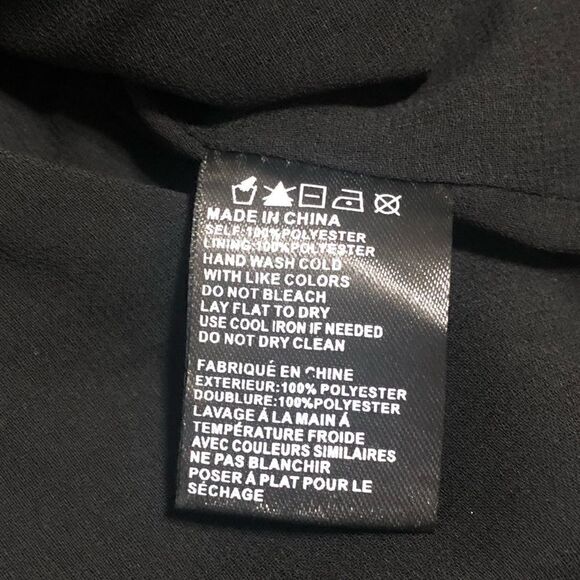 MADE IN CHINA
SELF:100%POLYESTER
LINING:100%POLYESTER
HAND WASH COLD
WITH LIKE COLORS
DO NOT BLEACH
LAY FLAT TO DRY
USE COOL IRON IF NEEDED
DO NOT DRY CLEAN
FABRIQUÉ EN CHINE
EXTERIEUR:100% POLYESTER
DOUBLURE:100%POLYESTER
LAVAGE Á LA MAIN Á
TEMPÉRATURE FROIDE
AVEC COULEURS SIMILAIRES
NE PAS BLANCHIR
POSER Á PLAT POUR LE
SÉCHAGE